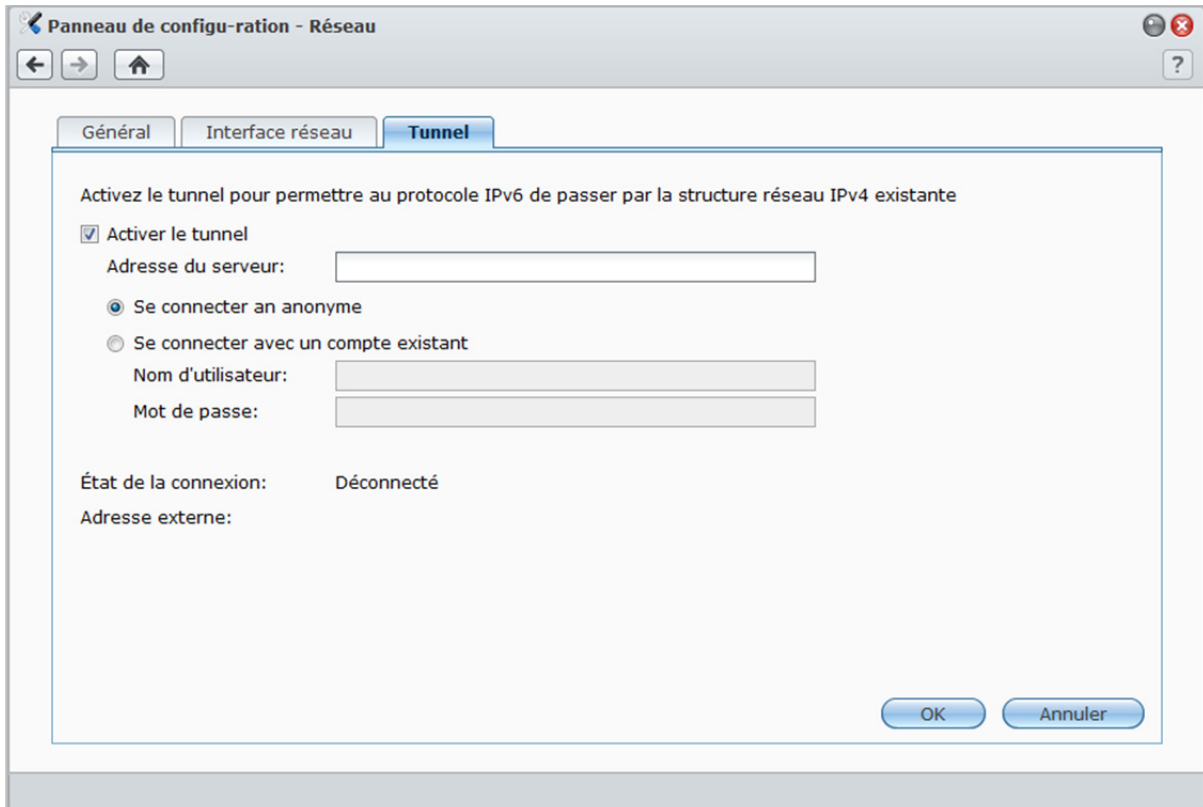 Panneau de configu-ration - Réseau
?
Général Interface réseau Tunnel
Activez le tunnel pour permettre au protocole IPv6 de passer par la structure réseau IPv4 existante
Activer le tunnel
Adresse du serveur:
Se connecter an anonyme
Se connecter avec un compte existant
Nom d'utilisateur:
Mot de passe:
État de la connexion: Déconnecté
Adresse externe:
OK Annuler